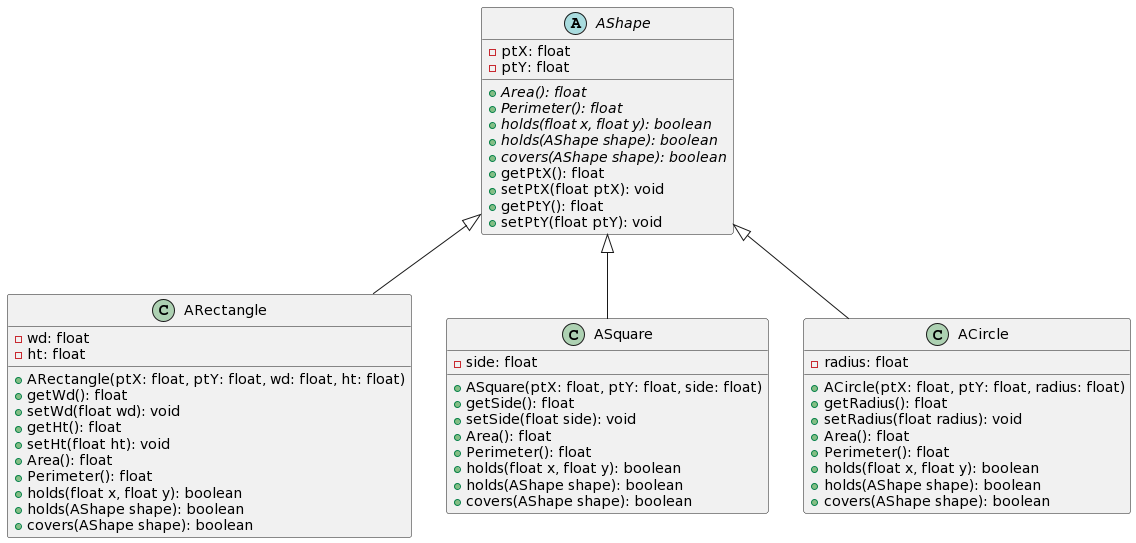 A AShape
ptX: float
ptY: float
Area(): float
Perimeter(): float
holds(float x, float y): boolean
holds(AShape shape): boolean
covers(AShape shape): boolean
getPtX(): float
setPtX(float ptX): void
getPtY(): float
setPtY(float ptY): void
C ARectangle
wd: float
ht: float
ARectangle(ptX: float, ptY: float, wd: float, ht: float)
getWd(): float
setWd(float wd): void
getHt(): float
setHt(float ht): void
Area(): float
Perimeter(): float
holds(float x, float y): boolean
holds(AShape shape): boolean
covers(AShape shape): boolean
C ASquare
side: float
ASquare(ptX: float, ptY: float, side: float)
getSide(): float
setSide(float side): void
Area(): float
Perimeter(): float
holds(float x, float y): boolean
holds(AShape shape): boolean
covers(AShape shape): boolean
C ACircle
radius: float
ACircle(ptX: float, ptY: float, radius: float)
getRadius(): float
setRadius(float radius): void
Area(): float
Perimeter(): float
holds(float x, float y): boolean
holds(AShape shape): boolean
covers(AShape shape): boolean